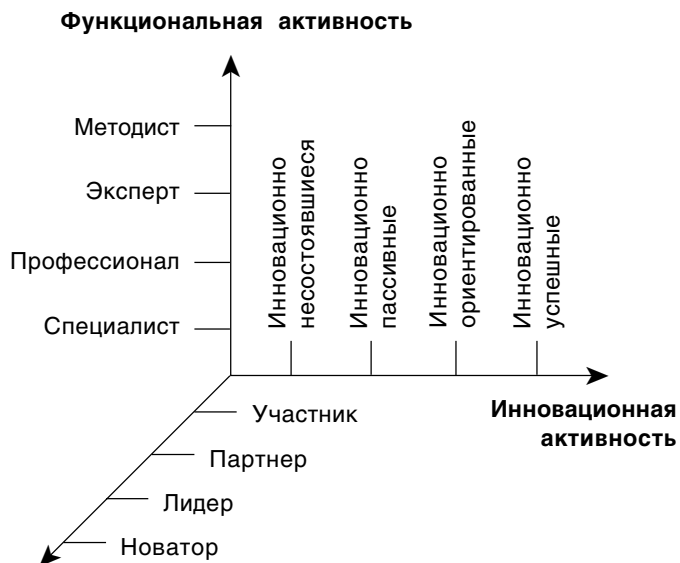 Функциональная активность
Методист
Эксперт
Профессионал
Специалист
Инновационно
несостоявшиеся
Инновационно
пассивные
Инновационно
ориентированные
Инновационно
успешные
Инновационная
активность
Участник
Партнер
Лидер
Новатор